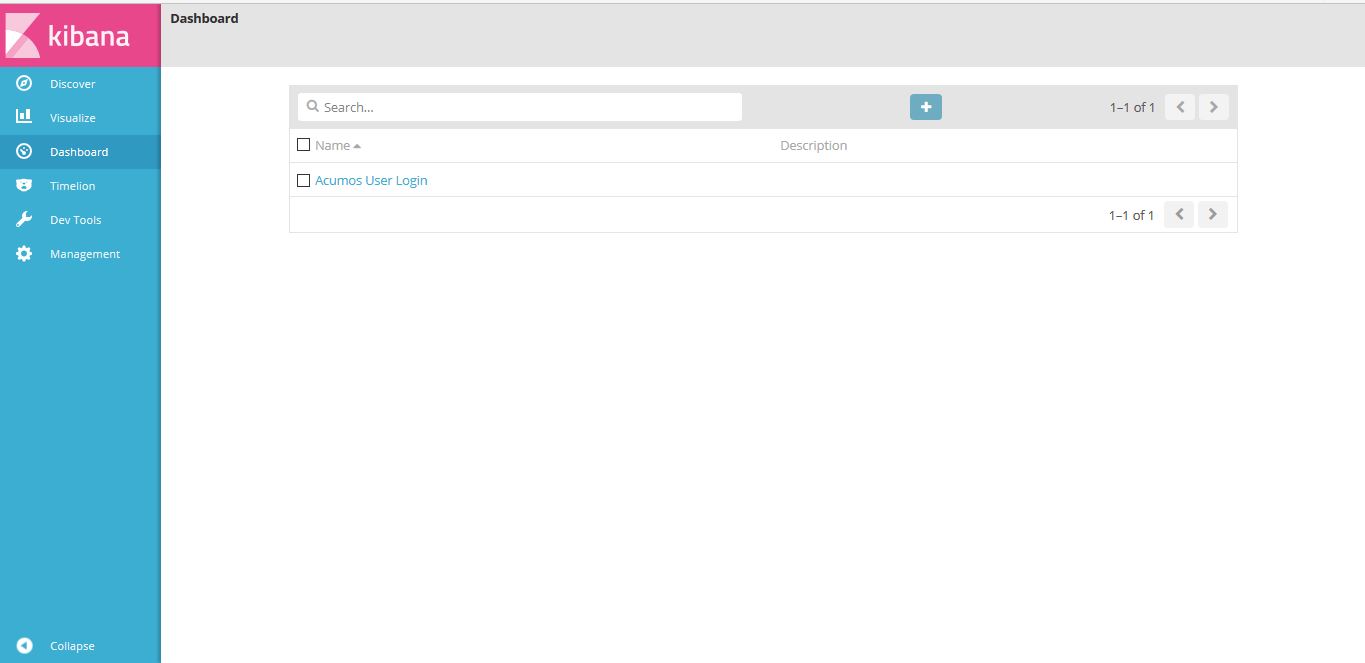 kibana
Discover
Visualize
Dashboard
Timelion
Dev Tools
Management
Collapse
Dashboard
Search...
1–1 of 1
Name Description
Acumos User Login
1–1 of 1